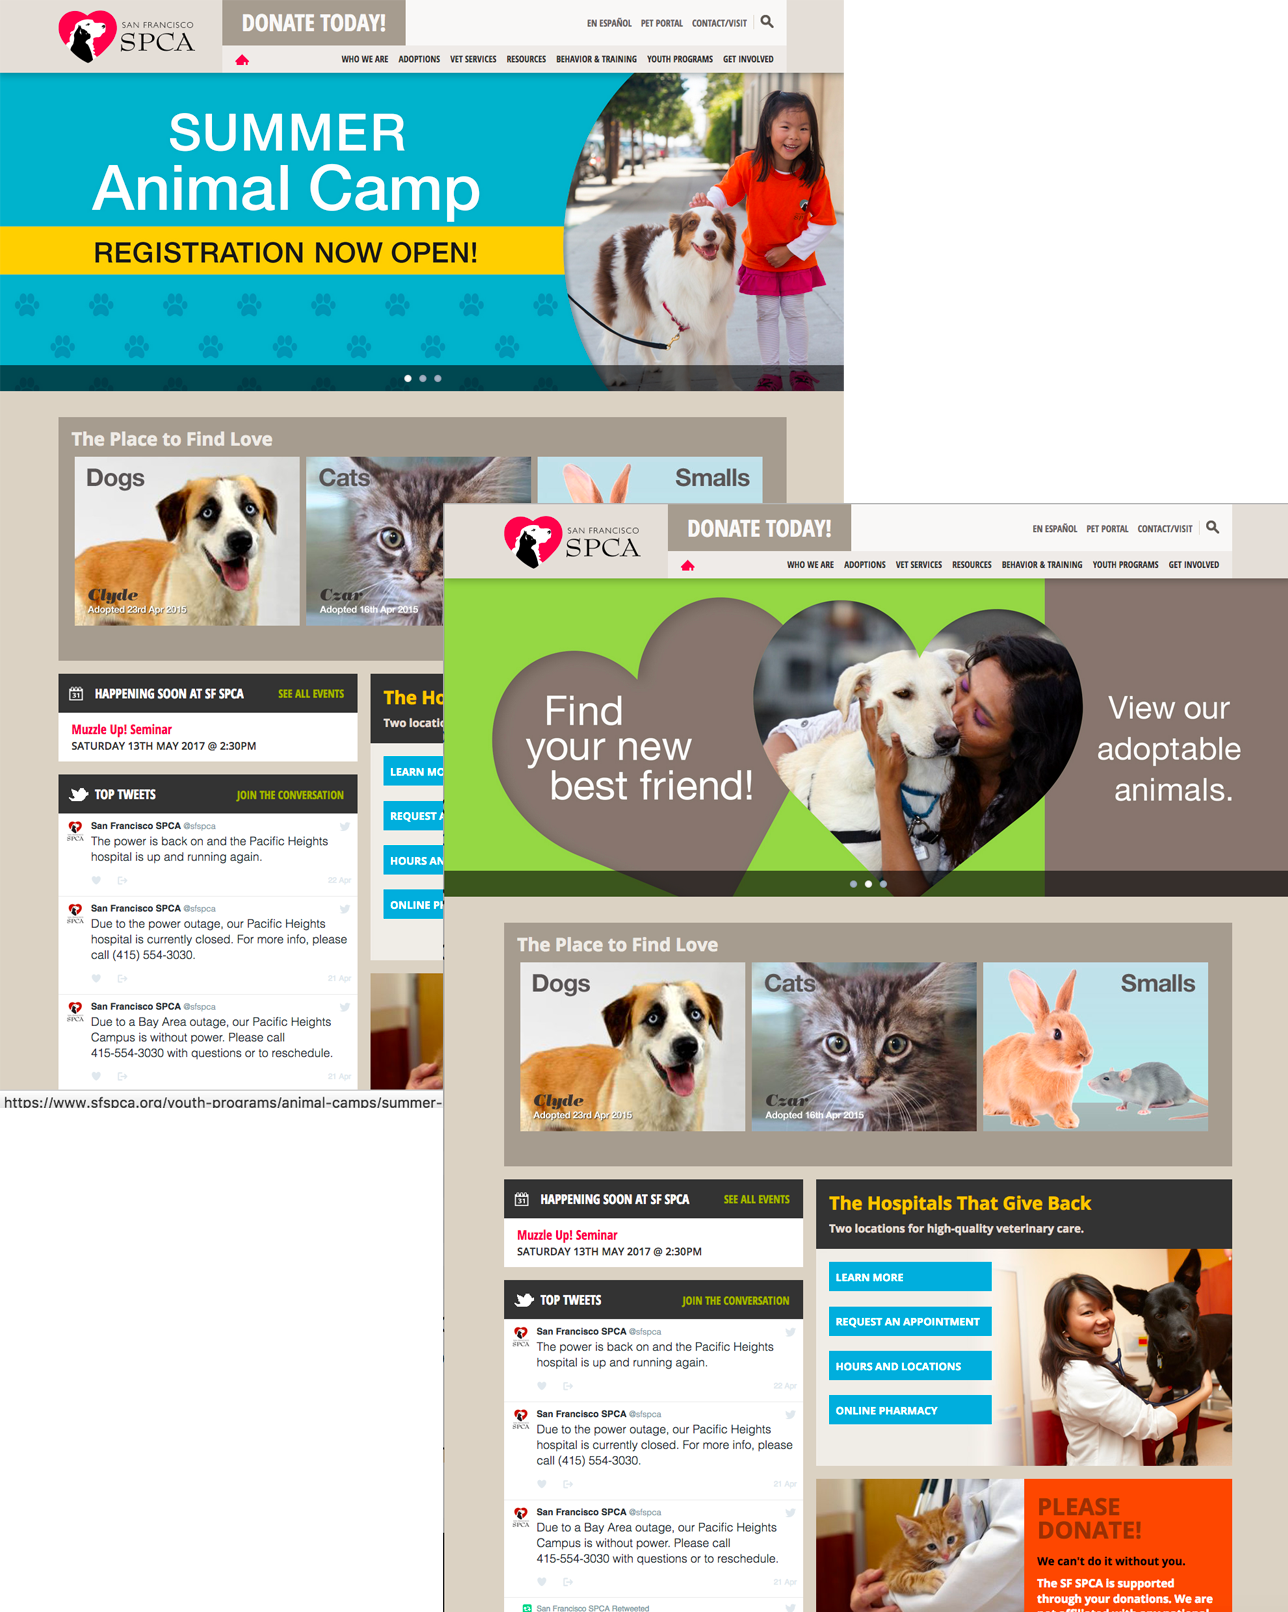 SAN FRANCISCO
SPCA
DONATE TODAY!
EN ESPAÑOL PET PORTAL CONTACT/VISIT
WHO WE ARE ADOPTIONS VET SERVICES RESOURCES BEHAVIOR & TRAINING YOUTH PROGRAMS GET INVOLVED
SUMMER
Animal Camp
REGISTRATION NOW OPEN!
The Place to Find Love
Dogs
Clyde
Adopted 23rd Apr 2015
Cats
Czar
Adopted 16th Apr 2015
Smalls
31 HAPPENING SOON AT SF SPCA SEE ALL EVENTS
Muzzle Up! Seminar
SATURDAY 13TH MAY 2017 @ 2:30PM
TOP TWEETS JOIN THE CONVERSATION
San Francisco SPCA @sfspca
The power is back on and the Pacific Heights
hospital is up and running again.
22 Apr
San Francisco SPCA @sfspca
Due to the power outage, our Pacific Heights
hospital is currently closed. For more info, please
call (415) 554-3030.
21 Apr
San Francisco SPCA @sfspca
Due to a Bay Area outage, our Pacific Heights
Campus is without power. Please call
415-554-3030 with questions or to reschedule.
21 Apr
The Ho
Two locatio
LEARN MO
REQUEST A
HOURS AN
ONLINE PH
https://www.sfspca.org/youth-programs/animal-camps/summer-
SAN FRANCISCO
SPCA
DONATE TODAY!
EN ESPAÑOL PET PORTAL CONTACT/VISIT
WHO WE ARE ADOPTIONS VET SERVICES RESOURCES BEHAVIOR & TRAINING YOUTH PROGRAMS GET INVOLVED
Find
your new
best friend!
View our
adoptable
animals.
The Place to Find Love
Dogs
Clyde
Adopted 23rd Apr 2015
Cats
Czar
Adopted 16th Apr 2015
Smalls
31 HAPPENING SOON AT SF SPCA SEE ALL EVENTS
Muzzle Up! Seminar
SATURDAY 13TH MAY 2017 @ 2:30PM
TOP TWEETS JOIN THE CONVERSATION
San Francisco SPCA @sfspca
The power is back on and the Pacific Heights
hospital is up and running again.
22 Apr
San Francisco SPCA @sfspca
Due to the power outage, our Pacific Heights
hospital is currently closed. For more info, please
call (415) 554-3030.
21 Apr
San Francisco SPCA @sfspca
Due to a Bay Area outage, our Pacific Heights
Campus is without power. Please call
415-554-3030 with questions or to reschedule.
21 Apr
San Francisco SPCA Retweeted
The Hospitals That Give Back
Two locations for high-quality veterinary care.
LEARN MORE
REQUEST AN APPOINTMENT
HOURS AND LOCATIONS
ONLINE PHARMACY
PLEASE
DONATE!
We can't do it without you.
The SF SPCA is supported
through your donations. We are